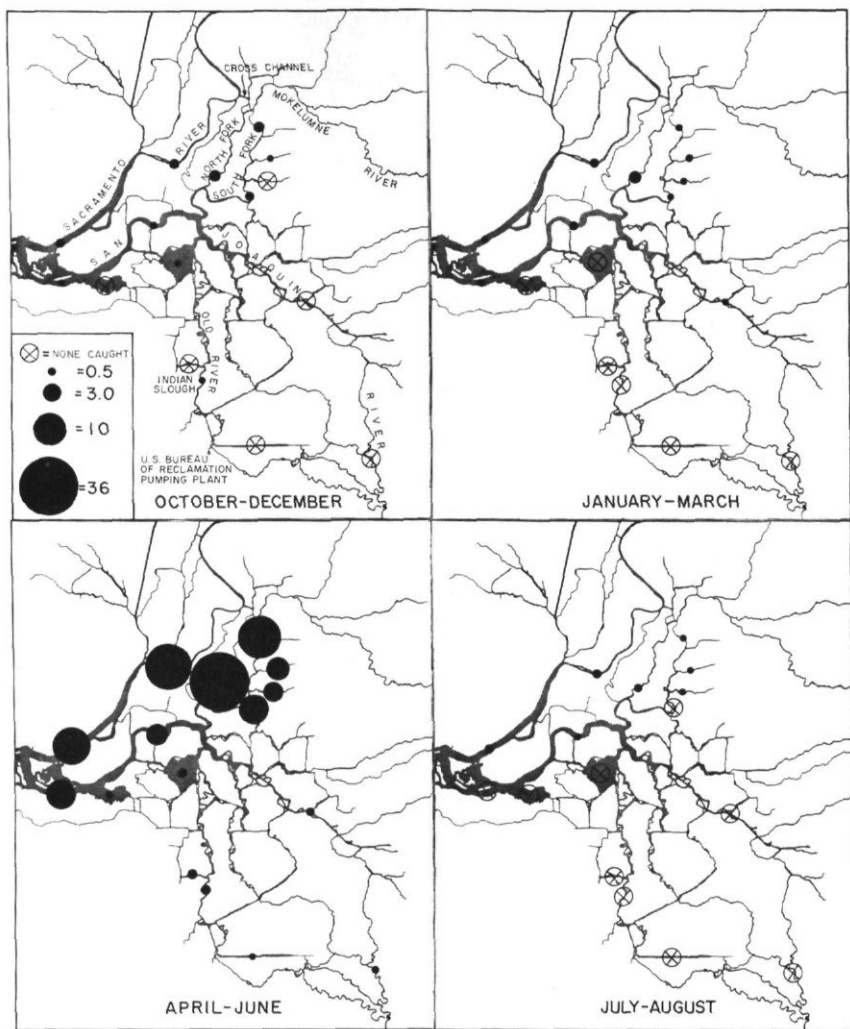 CROSS CHANNEL
MOKELUMNE
RIVER
NORTH FORK
SOUTH FORK
RIVER
SACRAMENTO
SAN
JOAQUIN
OLD
RIVER
RIVER
INDIAN
SLOUGH
= NONE CAUGHT
=0.5
=3.0
=10
=36
U.S. BUREAU
OF RECLAMATION
PUMPING PLANT
OCTOBER-DECEMBER
JANUARY-MARCH
APRIL-JUNE
JULY-AUGUST